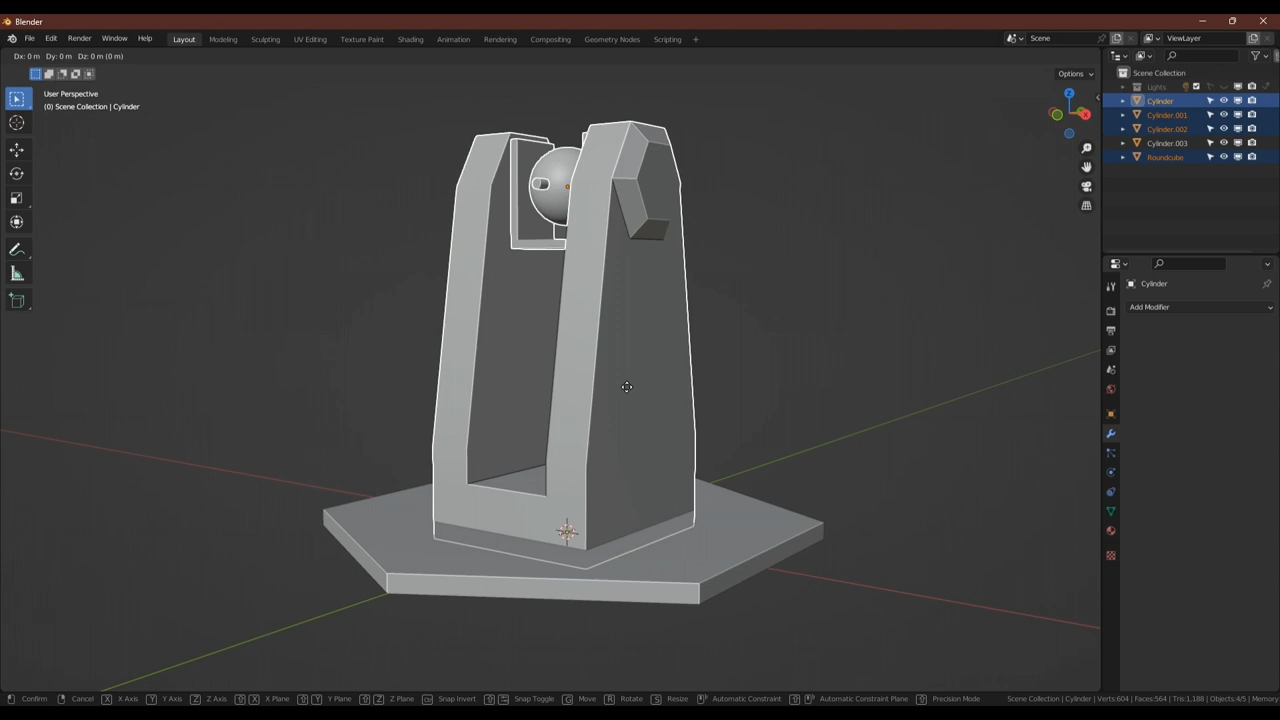 Blender
File Edit Render Window Help Layout Modeling Sculpting UV Editing Texture Paint Shading Animation Rendering Compositing Geometry Nodes Scripting + Scene ViewLayer
Dx: 0 m Dy: 0 m Dz: 0 m (0 m)
Options
User Perspective
(0) Scene Collection | Cylinder
Z
X
Scene Collection
Lights
Cylinder
Cylinder.001
Cylinder.002
Cylinder.003
Roundcube
Cylinder
Add Modifier
Confirm Cancel X X Axis Y Y Axis Z Z Axis X X Plane Y Y Plane Z Z Plane Snap Invert Snap Toggle G Move R Rotate S Resize Automatic Constraint Automatic Constraint Plane Precision Mode Scene Collection | Cylinder | Verts:604 | Faces:564 | Tris:1,188 | Objects:4/5 | Memory